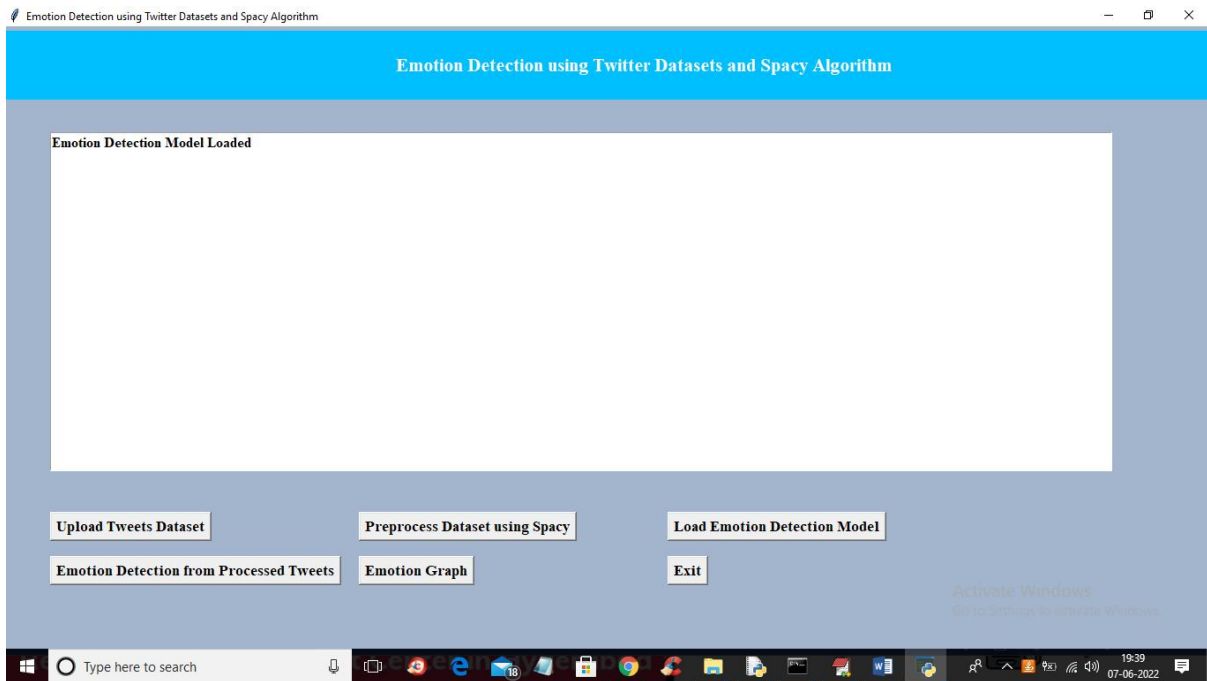 Emotion Detection using Twitter Datasets and Spacy Algorithm
Emotion Detection using Twitter Datasets and Spacy Algorithm
Emotion Detection Model Loaded
Upload Tweets Dataset
Preprocess Dataset using Spacy
Load Emotion Detection Model
Emotion Detection from Processed Tweets
Emotion Graph
Exit
Activate Windows
Go to Settings to activate Windows.
Type here to search
18
19:39
07-06-2022